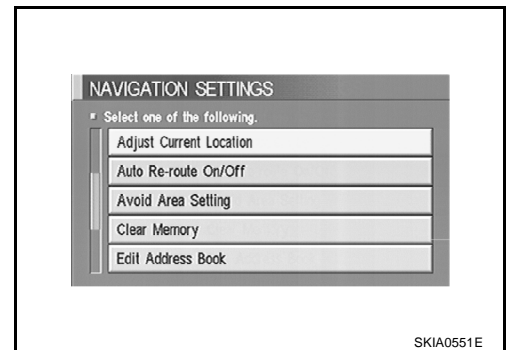 NAVIGATION SETTINGS
Select one of the following.
Adjust Current Location
Auto Re-route On/Off
Avoid Area Setting
Clear Memory
Edit Address Book
SKIA0551E